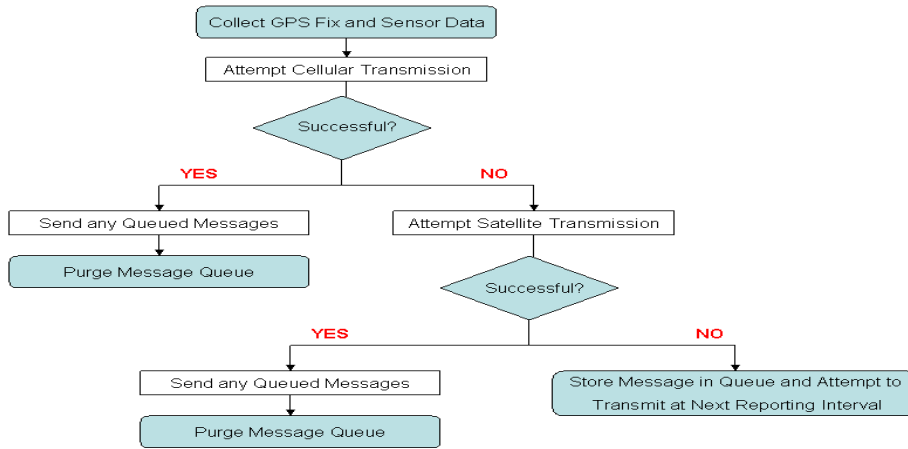 Collect GPS Fix and Sensor Data
Attempt Cellular Transmission
Successful?
YES
NO
Send any Queued Messages
Attempt Satellite Transmission
Purge Message Queue
Successful?
YES
NO
Send any Queued Messages
Store Message in Queue and Attempt to
Transmit at Next Reporting Interval
Purge Message Queue